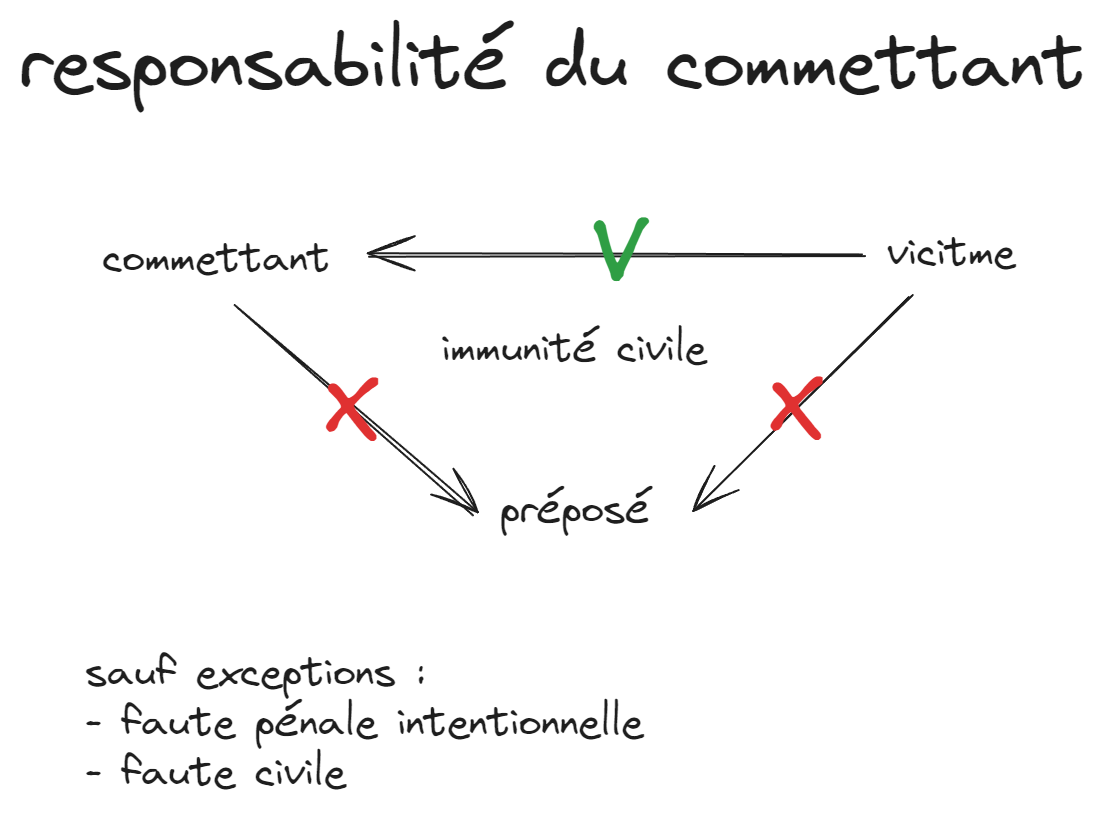 responsabilité du commettant
commettant
vicitme
immunité civile
préposé
sauf exceptions :
- faute pénale intentionnelle
- faute civile